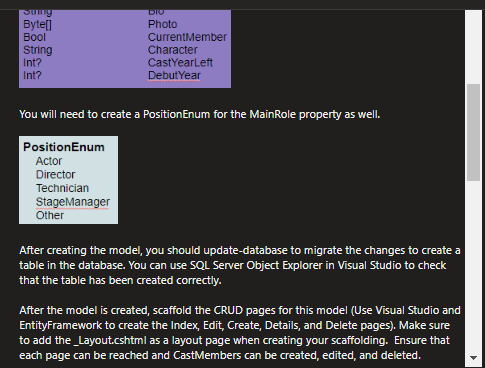 String Bio
Byte[] Photo
Bool CurrentMember
String Character
Int? CastYearLeft
Int? DebutYear
You will need to create a PositionEnum for the MainRole property as well.
PositionEnum
Actor
Director
Technician
StageManager
Other
After creating the model, you should update-database to migrate the changes to create a
table in the database. You can use SQL Server Object Explorer in Visual Studio to check
that the table has been created correctly.
After the model is created, scaffold the CRUD pages for this model (Use Visual Studio and
EntityFramework to create the Index, Edit, Create, Details, and Delete pages). Make sure
to add the _Layout.cshtml as a layout page when creating your scaffolding. Ensure that
each page can be reached and CastMembers can be created, edited, and deleted.